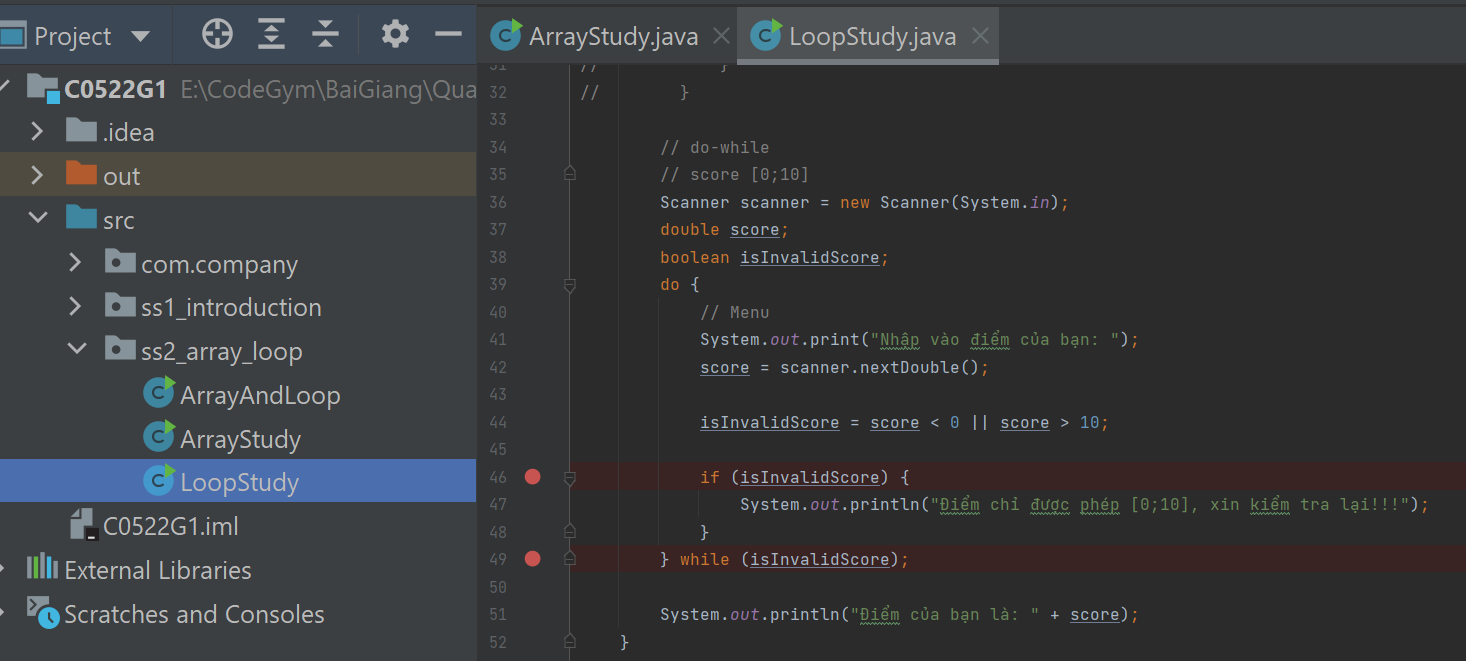 Project
C0522G1 E:\CodeGym\BaiGiang\Qua
.idea
out
src
com.company
ss1_introduction
ss2_array_loop
ArrayAndLoop
ArrayStudy
LoopStudy
C0522G1.iml
External Libraries
Scratches and Consoles
ArrayStudy.java
LoopStudy.java
31 // }
32 // }
33
34 // do-while
35 // score [0;10]
36 Scanner scanner = new Scanner(System.in);
37 double score;
38 boolean isInvalidScore;
39 do {
40 // Menu
41 System.out.print("Nhập vào điểm của bạn: ");
42 score = scanner.nextDouble();
43
44 isInvalidScore = score < 0 || score > 10;
45
46 if (isInvalidScore) {
47 System.out.println("Điểm chỉ được phép [0;10], xin kiểm tra lại!!!");
48 }
49 } while (isInvalidScore);
50
51 System.out.println("Điểm của bạn là: " + score);
52 }